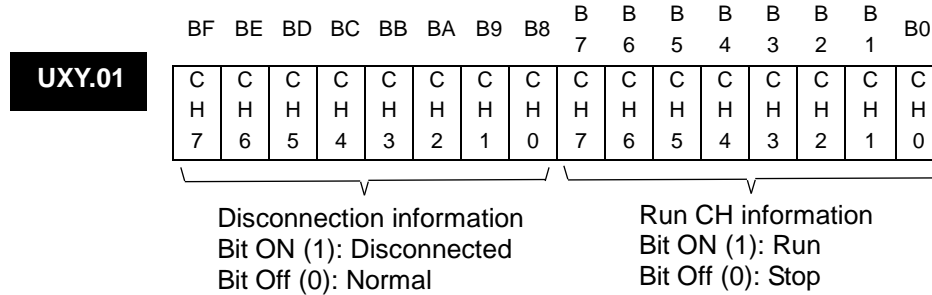 BF BE BD BC BB BA B9 B8 B7 B6 B5 B4 B3 B2 B1 B0
UXY.01 CH7 CH6 CH5 CH4 CH3 CH2 CH1 CH0 CH7 CH6 CH5 CH4 CH3 CH2 CH1 CH0
Disconnection information
Bit ON (1): Disconnected
Bit Off (0): Normal
Run CH information
Bit ON (1): Run
Bit Off (0): Stop